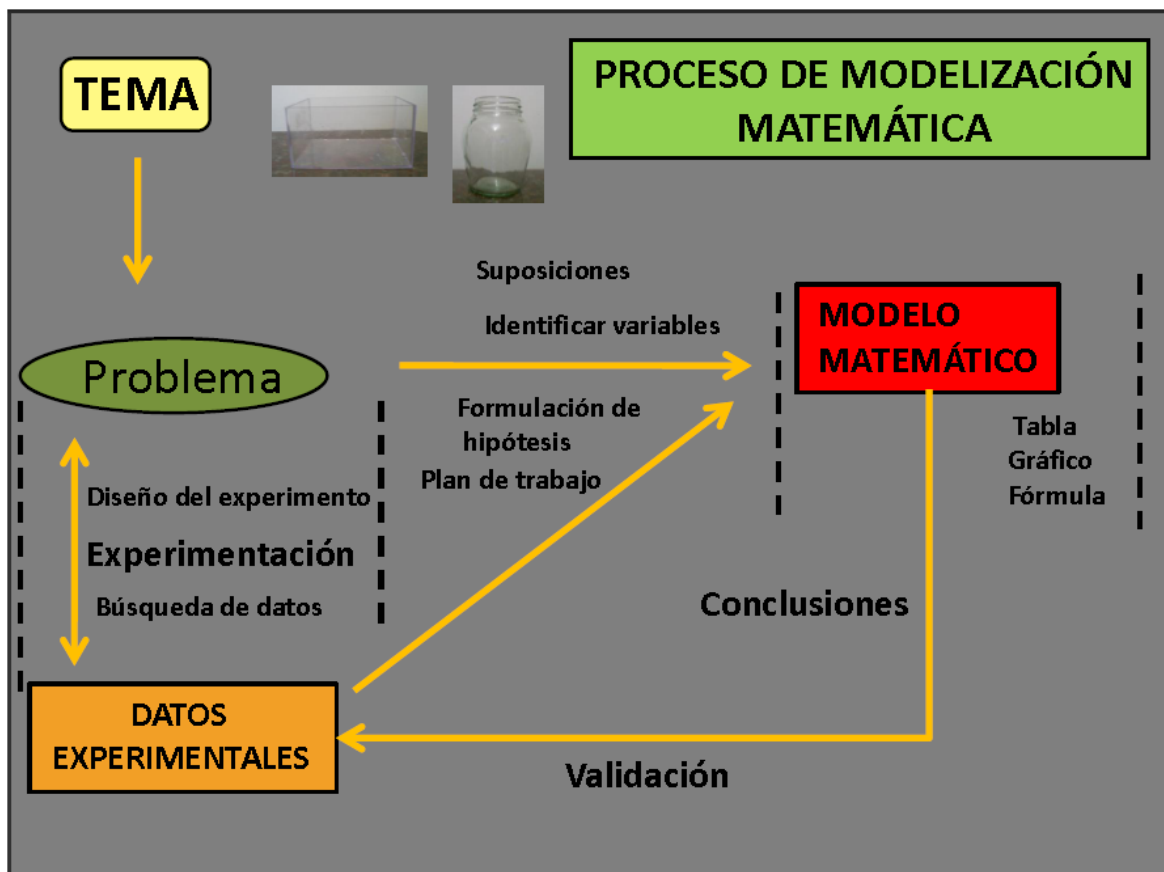 TEMA
PROCESO DE MODELIZACIÓN
MATEMÁTICA
Suposiciones
Identificar variables
MODELO
MATEMÁTICO
Problema
Formulación de
hipótesis
Plan de trabajo
Tabla
Gráfico
Fórmula
Diseño del experimento
Experimentación
Búsqueda de datos
Conclusiones
DATOS
EXPERIMENTALES
Validación